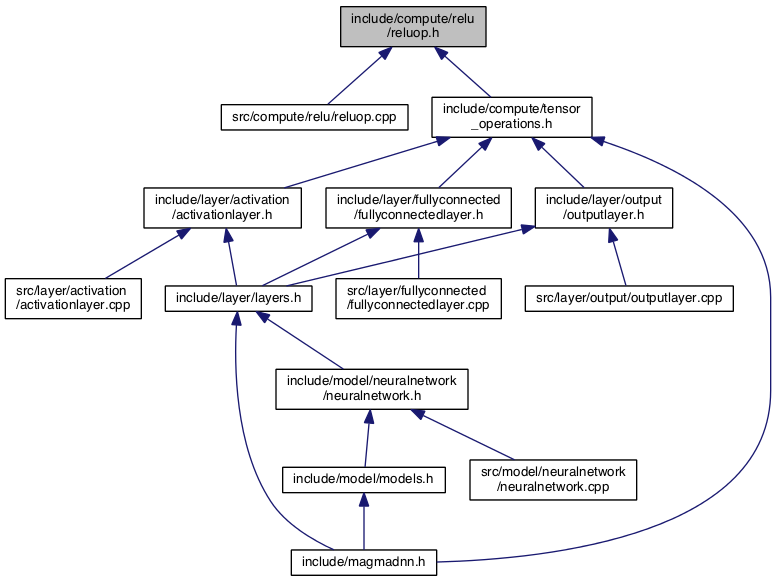 include/compute/relu
/reluop.h
src/compute/relu/reluop.cpp
include/compute/tensor
_operations.h
include/layer/activation
/activationlayer.h
include/layer/fullyconnected
/fullyconnectedlayer.h
include/layer/output
/outputlayer.h
src/layer/activation
/activationlayer.cpp
include/layer/layers.h
src/layer/fullyconnected
/fullyconnectedlayer.cpp
src/layer/output/outputlayer.cpp
include/model/neuralnetwork
/neuralnetwork.h
include/model/models.h
src/model/neuralnetwork
/neuralnetwork.cpp
include/magmadnn.h